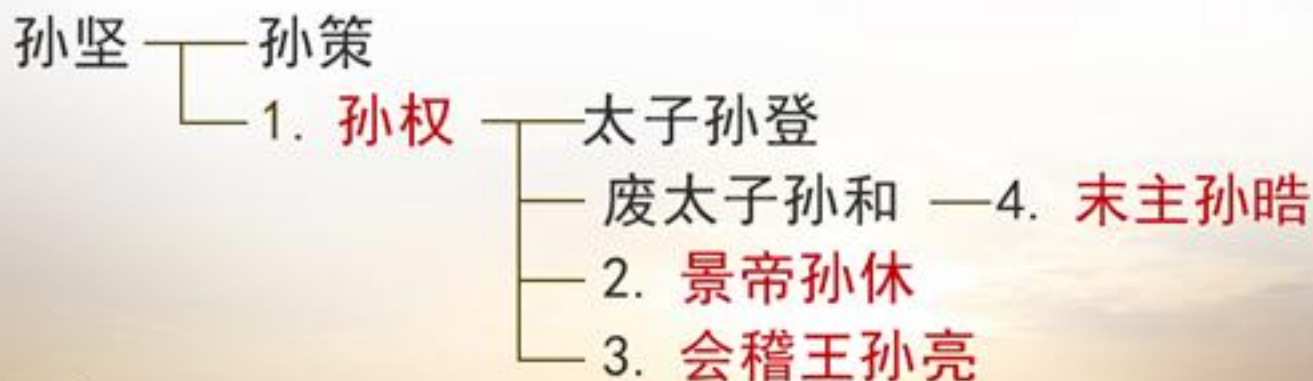 孙坚 孙策
1. 孙权 太子孙登
废太子孙和 4. 末主孙晧
2. 景帝孙休
3. 会稽王孙亮